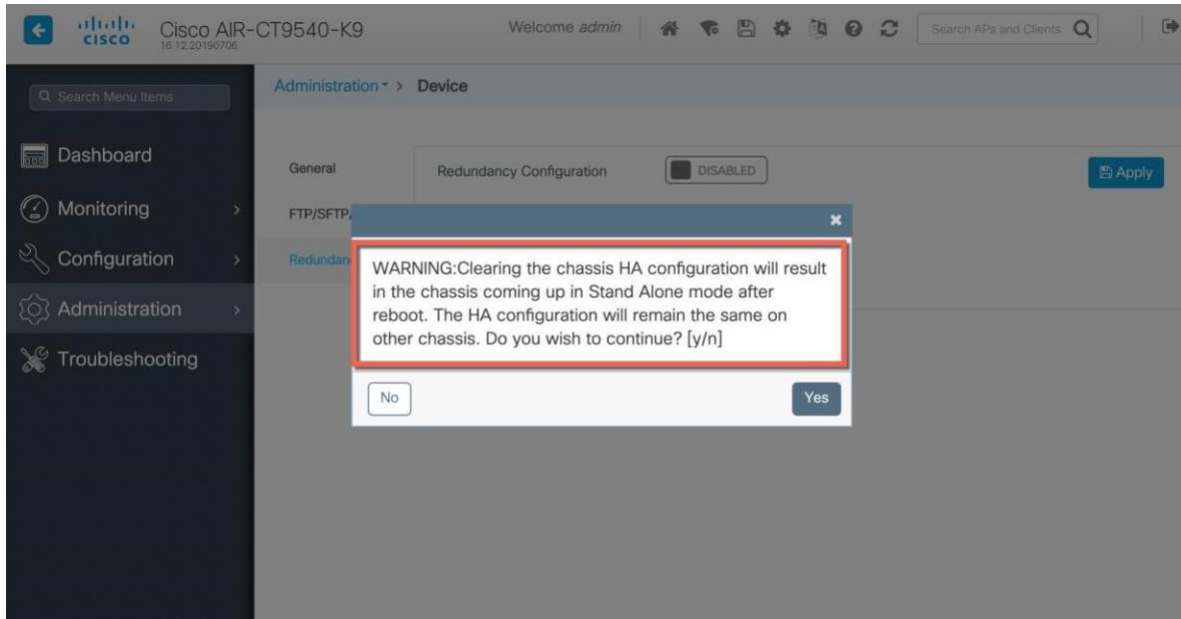 CISCO
Cisco AIR-CT9540-K9
16.12.20190706
Welcome admin
Search APs and Clients
Search Menu Items
Dashboard
Monitoring
Configuration
Administration
Troubleshooting
Administration > Device
General
FTP/SFTP/
Redundan
Redundancy Configuration
DISABLED
Apply
WARNING:Clearing the chassis HA configuration will result
in the chassis coming up in Stand Alone mode after
reboot. The HA configuration will remain the same on
other chassis. Do you wish to continue? [y/n]
No
Yes